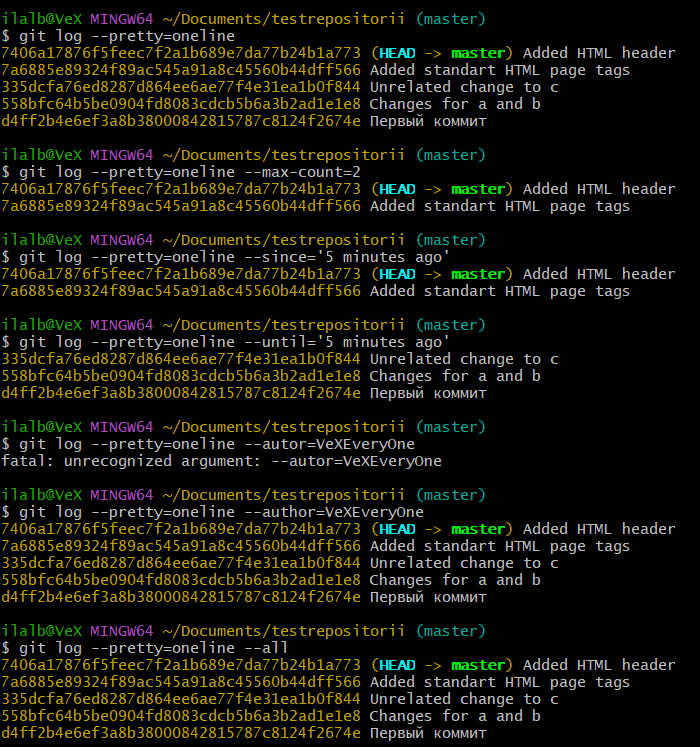 ilalb@VeX MINGW64 ~/Documents/testrepositorii (master)
$ git log --pretty=oneline
7406a17876f5feec7f2a1b689e7da77b24b1a773 (HEAD -> master) Added HTML header
7a6885e89324f89ac545a91a8c45560b44dff566 Added standart HTML page tags
335dcfa76ed8287d864ee6ae77f4e31ea1b0f844 Unrelated change to c
558bfc64b5be0904fd8083cdcb5b6a3b2ad1e1e8 Changes for a and b
d4ff2b4e6ef3a8b38000842815787c8124f2674e Первый коммит
ilalb@VeX MINGW64 ~/Documents/testrepositorii (master)
$ git log --pretty=oneline --max-count=2
7406a17876f5feec7f2a1b689e7da77b24b1a773 (HEAD -> master) Added HTML header
7a6885e89324f89ac545a91a8c45560b44dff566 Added standart HTML page tags
ilalb@VeX MINGW64 ~/Documents/testrepositorii (master)
$ git log --pretty=oneline --since='5 minutes ago'
7406a17876f5feec7f2a1b689e7da77b24b1a773 (HEAD -> master) Added HTML header
7a6885e89324f89ac545a91a8c45560b44dff566 Added standart HTML page tags
ilalb@VeX MINGW64 ~/Documents/testrepositorii (master)
$ git log --pretty=oneline --until='5 minutes ago'
335dcfa76ed8287d864ee6ae77f4e31ea1b0f844 Unrelated change to c
558bfc64b5be0904fd8083cdcb5b6a3b2ad1e1e8 Changes for a and b
d4ff2b4e6ef3a8b38000842815787c8124f2674e Первый коммит
ilalb@VeX MINGW64 ~/Documents/testrepositorii (master)
$ git log --pretty=oneline --autor=VeXEveryOne
fatal: unrecognized argument: --autor=VeXEveryOne
ilalb@VeX MINGW64 ~/Documents/testrepositorii (master)
$ git log --pretty=oneline --author=VeXEveryOne
7406a17876f5feec7f2a1b689e7da77b24b1a773 (HEAD -> master) Added HTML header
7a6885e89324f89ac545a91a8c45560b44dff566 Added standart HTML page tags
335dcfa76ed8287d864ee6ae77f4e31ea1b0f844 Unrelated change to c
558bfc64b5be0904fd8083cdcb5b6a3b2ad1e1e8 Changes for a and b
d4ff2b4e6ef3a8b38000842815787c8124f2674e Первый коммит
ilalb@VeX MINGW64 ~/Documents/testrepositorii (master)
$ git log --pretty=oneline --all
7406a17876f5feec7f2a1b689e7da77b24b1a773 (HEAD -> master) Added HTML header
7a6885e89324f89ac545a91a8c45560b44dff566 Added standart HTML page tags
335dcfa76ed8287d864ee6ae77f4e31ea1b0f844 Unrelated change to c
558bfc64b5be0904fd8083cdcb5b6a3b2ad1e1e8 Changes for a and b
d4ff2b4e6ef3a8b38000842815787c8124f2674e Первый коммит